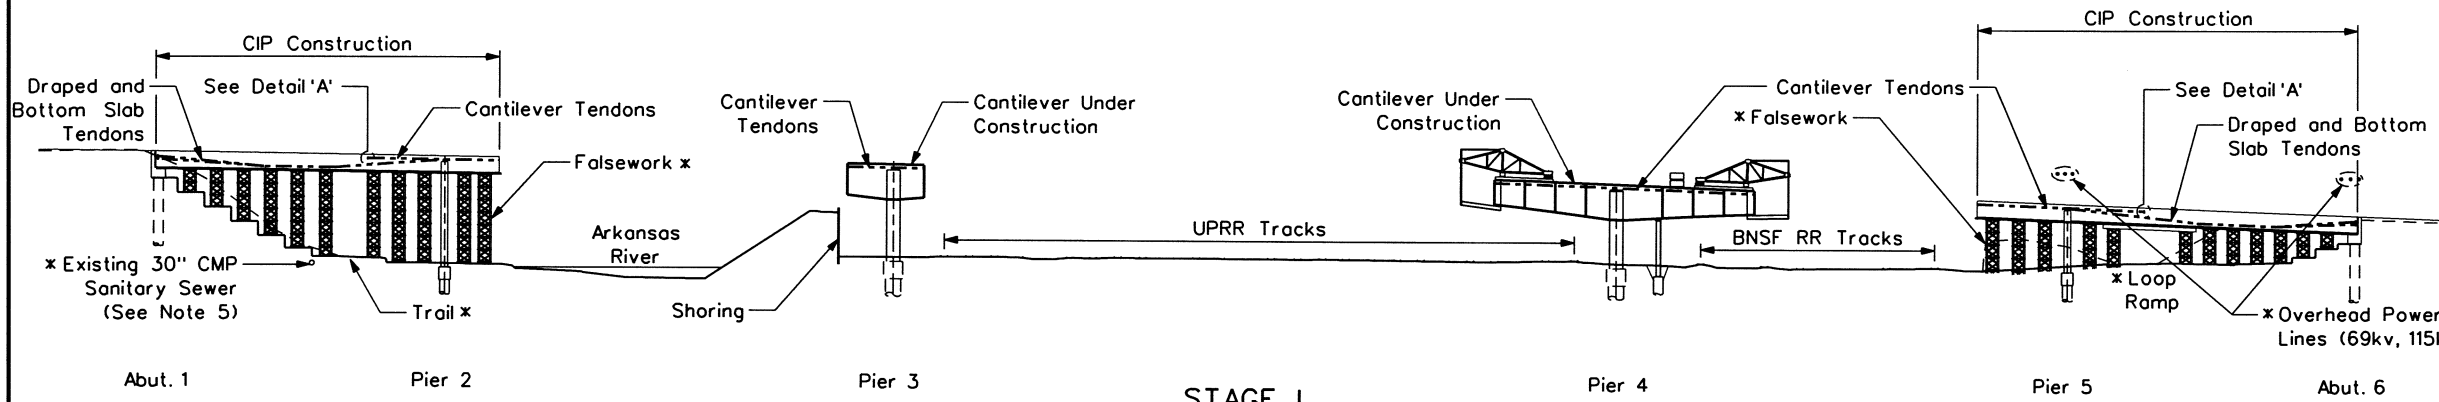 CIP Construction
Draped and
Bottom Slab
Tendons
See Detail 'A'
Cantilever Tendons
Falsework *
* Existing 30" CMP
Sanitary Sewer
(See Note 5)
Trail *
Arkansas
River
Shoring
Cantilever
Tendons
Cantilever Under
Construction
UPRR Tracks
Cantilever Under
Construction
Cantilever Tendons
* Falsework
BNSF RR Tracks
CIP Construction
See Detail 'A'
Draped and Bottom
Slab Tendons
* Loop
Ramp
* Overhead Power
Lines (69kv, 115
Abut. 1
Pier 2
Pier 3
Pier 4
Pier 5
Abut. 6
STAGE